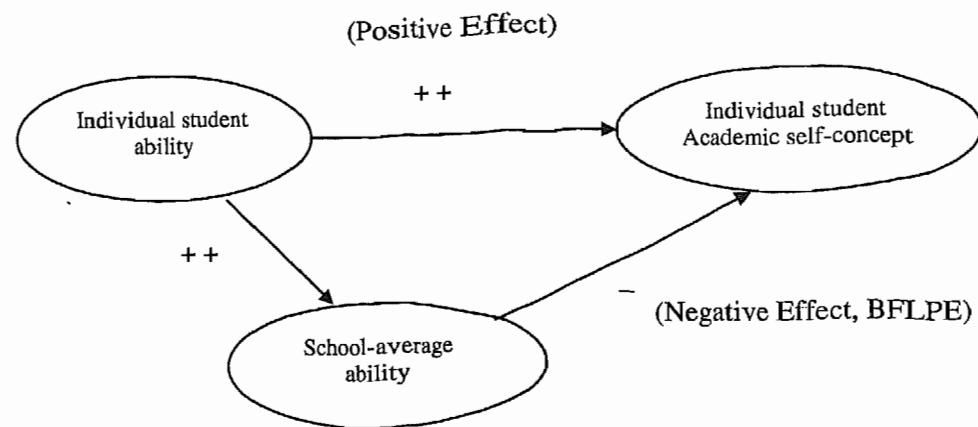 (Positive Effect)
++
Individual student
ability
Individual student
Academic self-concept
++
–
(Negative Effect, BFLPE)
School-average
ability